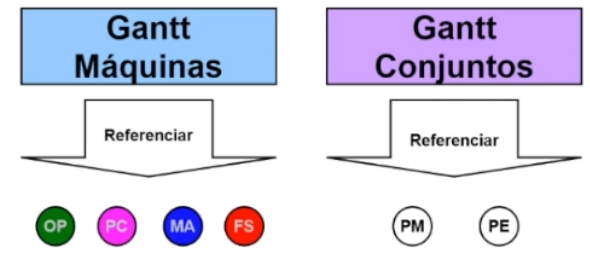 Gantt
Máquinas
Gantt
Conjuntos
Referenciar
Referenciar
OP PC MA FS
PM PE